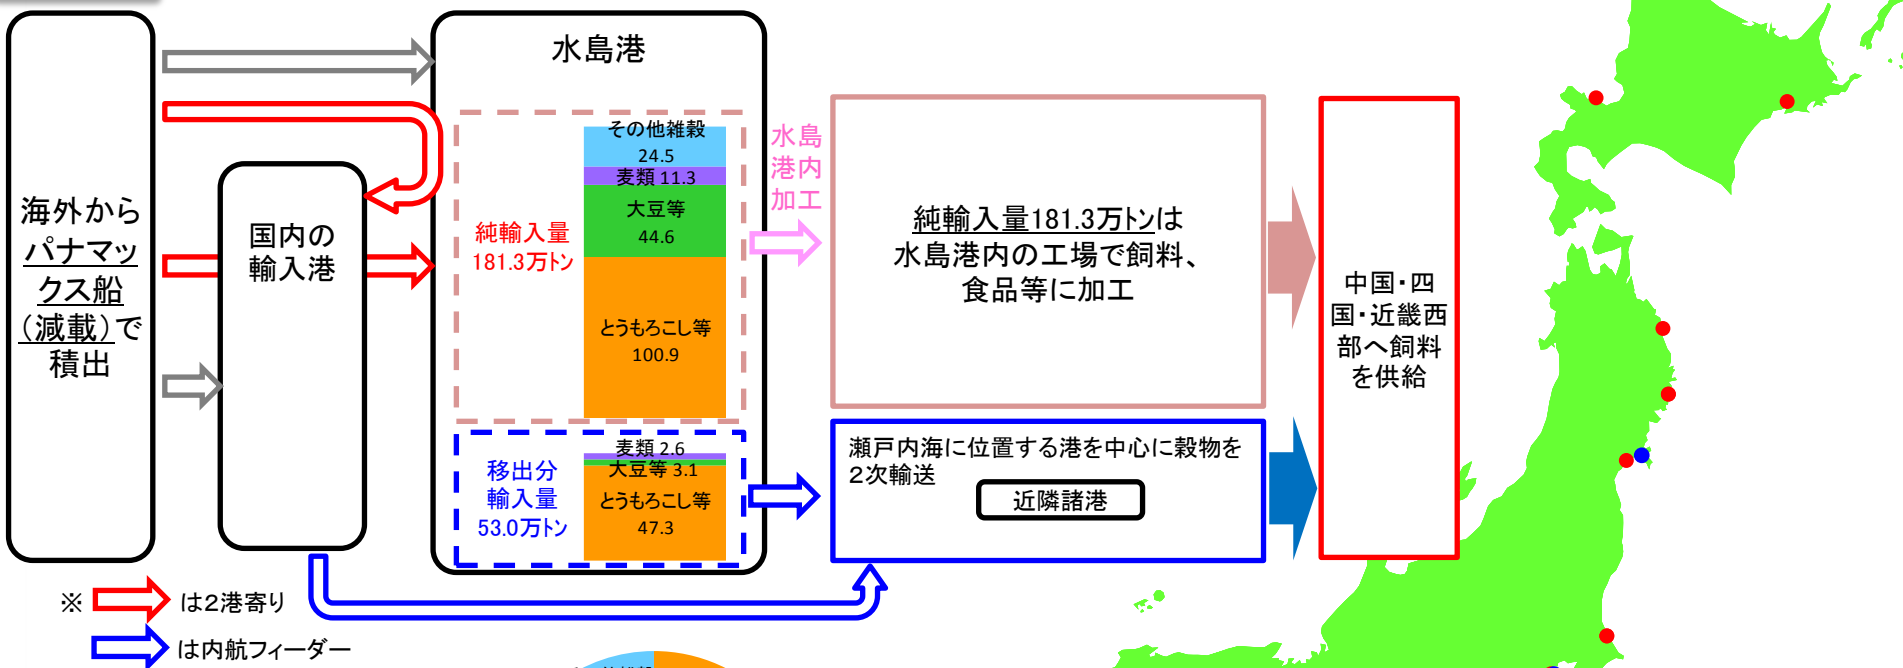 海外から
パナマッ
クス船
（減載）で
積出
国内の
輸入港
水島港
純輸入量
181.3万トン
その他雑穀
24.5
麦類 11.3
大豆等
44.6
とうもろこし等
100.9
移出分
輸入量
53.0万トン
麦類 2.6
大豆等 3.1
とうもろこし等
47.3
水島
港内
加工
純輸入量181.3万トンは
水島港内の工場で飼料、
食品等に加工
瀬戸内海に位置する港を中心に穀物を
２次輸送
近隣諸港
中国・四
国・近畿西
部へ飼料
を供給
※
は２港寄り
は内航フィーダー